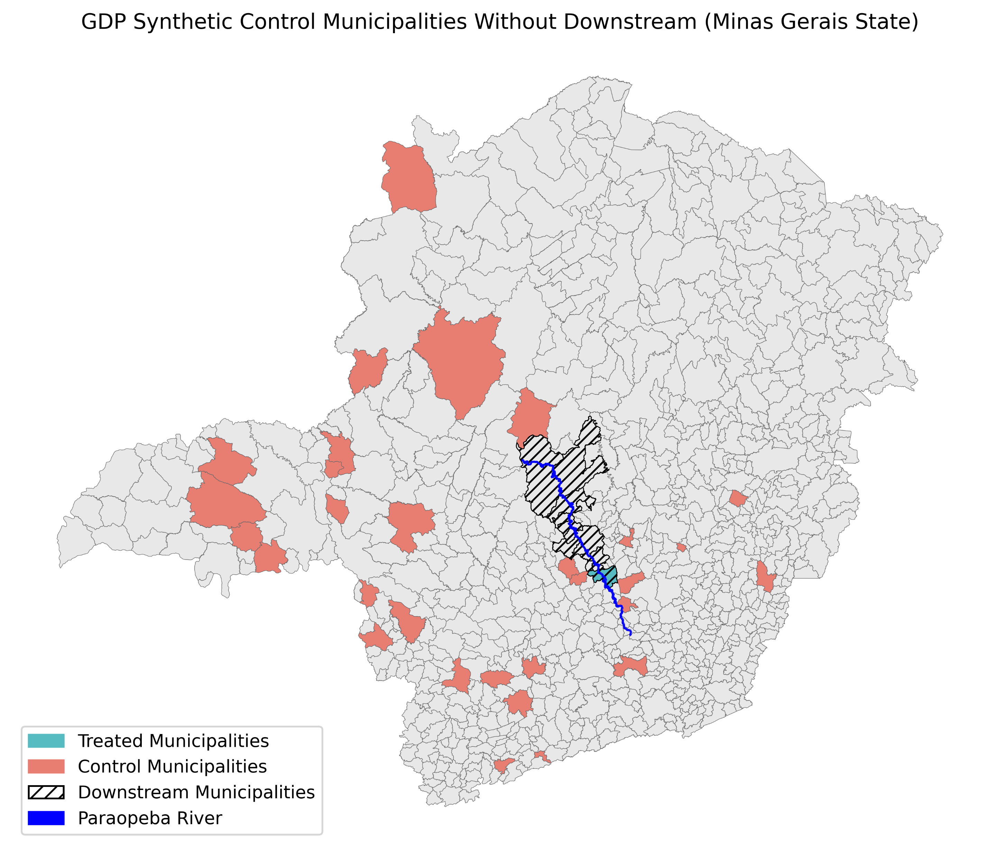 GDP Synthetic Control Municipalities Without Downstream (Minas Gerais State)
Treated Municipalities
Control Municipalities
Downstream Municipalities
Paraopeba River